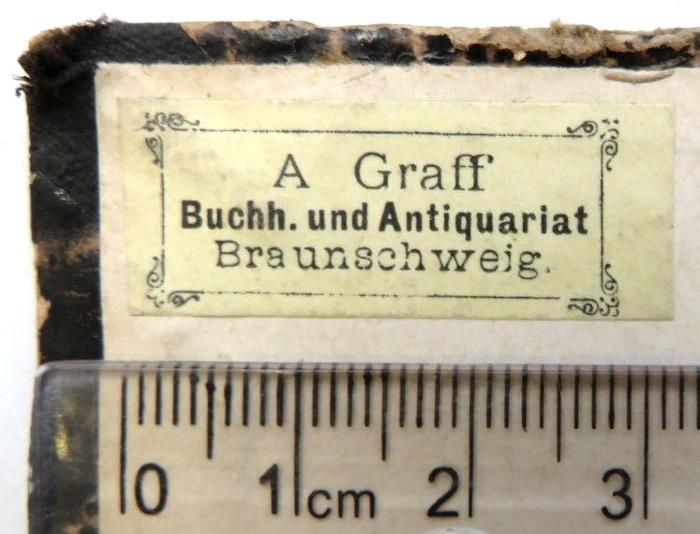 A Graff
Buchh. und Antiquariat
Braunschweig.
0 1 cm 2 3